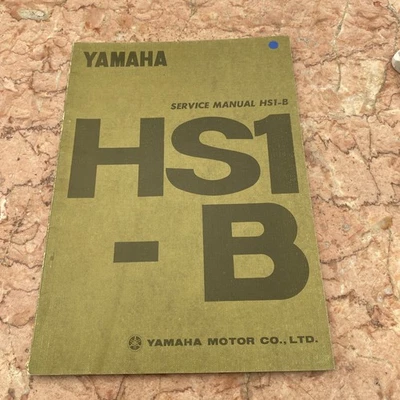 YAMAHA
SERVICE MANUAL HS1-B
HS1
- B
YAMAHA MOTOR CO., LTD.